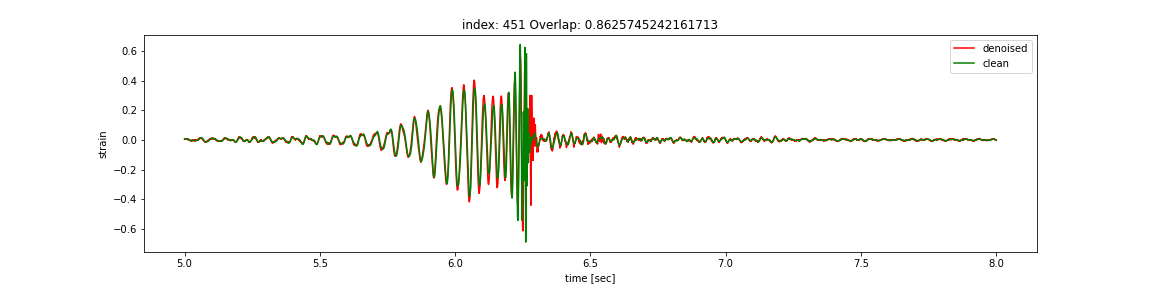 index: 451 Overlap: 0.8625745242161713
denoised
clean
strain
0.6
0.4
0.2
0.0
−0.2
−0.4
−0.6
5.0 5.5 6.0 6.5 7.0 7.5 8.0
time [sec]